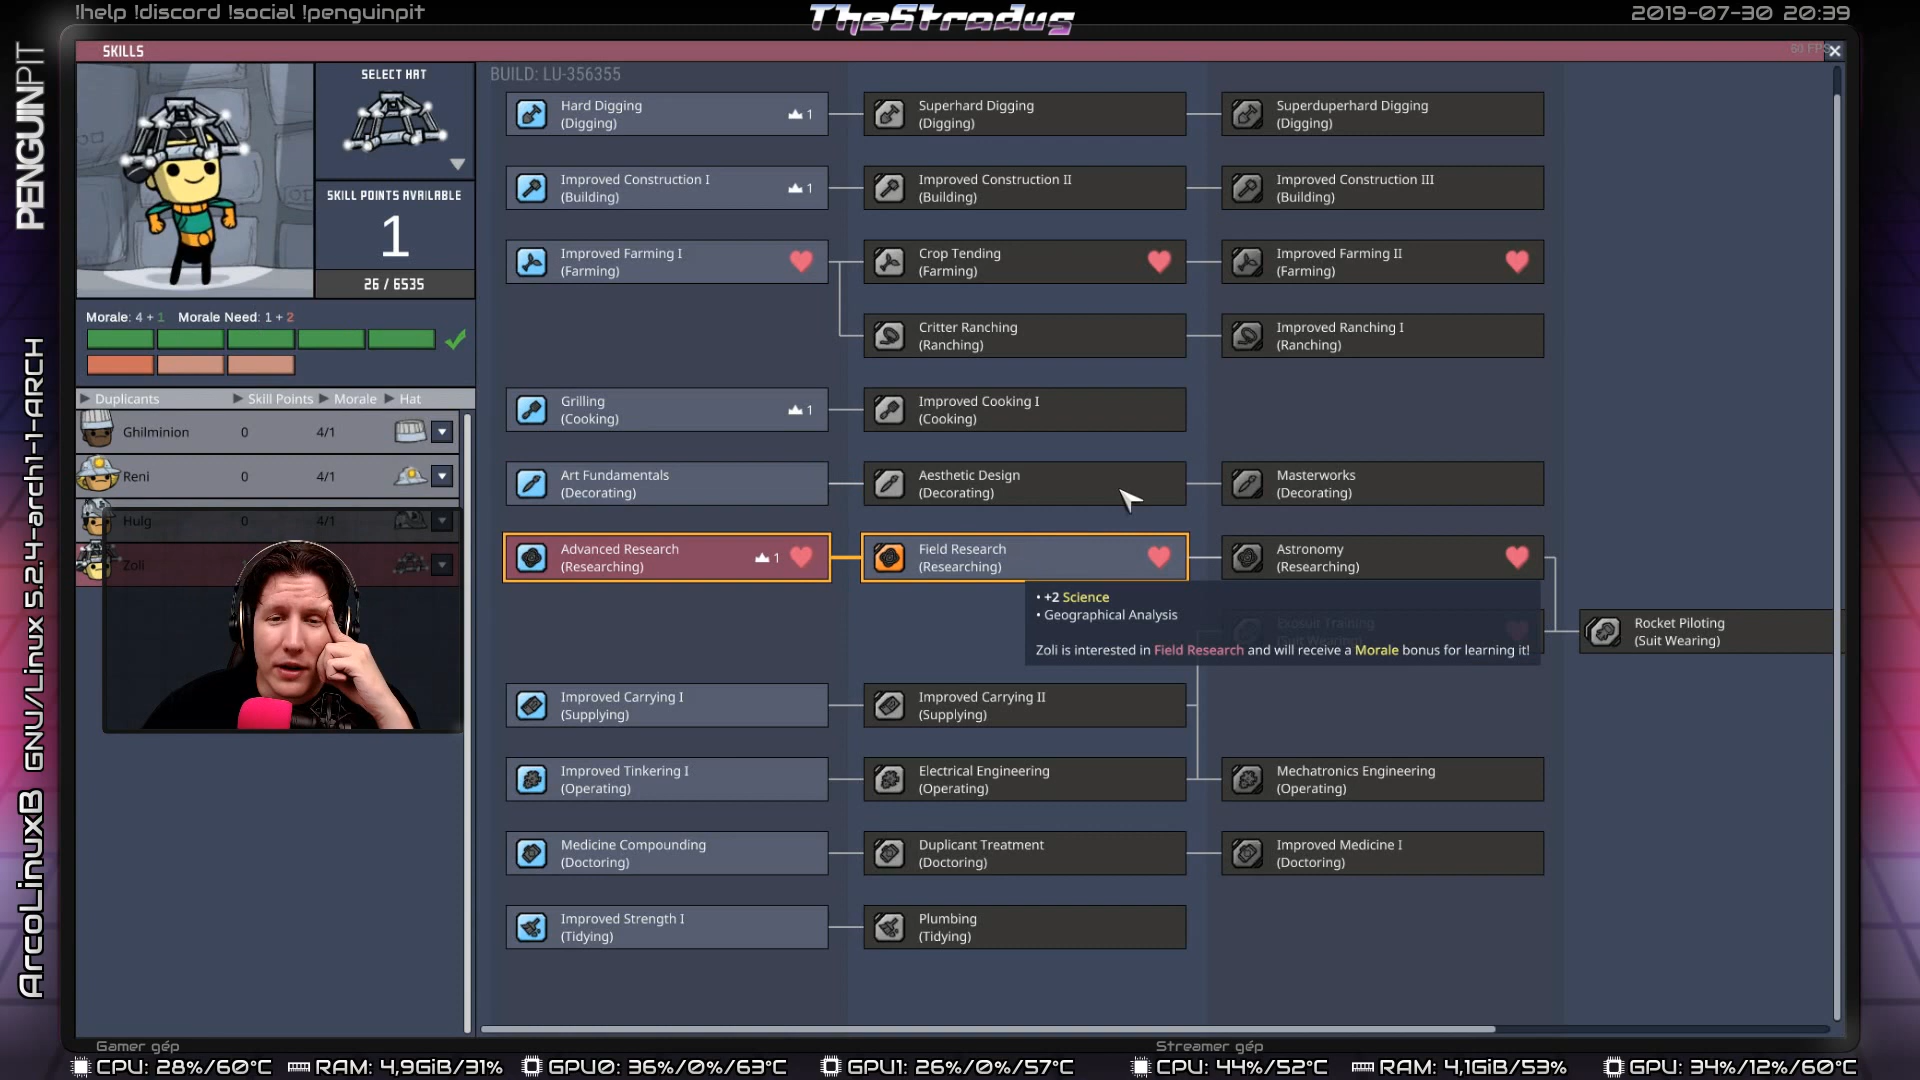 !help !discord !social !penguinpit
TheStradus
2019-07-30 20:39
PENGUINPIT
ArcoLinuxB GNU/Linux 5.2.4-arch1-1-ARCH
SKILLS
60 FPS
BUILD: LU-356355
SELECT HAT
SKILL POINTS AVAILABLE
1
26 / 6535
Morale: 4 + 1 Morale Need: 1 + 2
Duplicants Skill Points Morale Hat
Ghilminion 0 4/1
Reni 0 4/1
Hulg 0 4/1
Zoli
Hard Digging
(Digging)
1
Superhard Digging
(Digging)
Superduperhard Digging
(Digging)
Improved Construction I
(Building)
1
Improved Construction II
(Building)
Improved Construction III
(Building)
Improved Farming I
(Farming)
Crop Tending
(Farming)
Improved Farming II
(Farming)
Critter Ranching
(Ranching)
Improved Ranching I
(Ranching)
Grilling
(Cooking)
1
Improved Cooking I
(Cooking)
Art Fundamentals
(Decorating)
Aesthetic Design
(Decorating)
Masterworks
(Decorating)
Advanced Research
(Researching)
1
Field Research
(Researching)
Astronomy
(Researching)
• +2 Science
• Geographical Analysis
Zoli is interested in Field Research and will receive a Morale bonus for learning it!
Exosuit Training
(Suit Wearing)
Rocket Piloting
(Suit Wearing)
Improved Carrying I
(Supplying)
Improved Carrying II
(Supplying)
Improved Tinkering I
(Operating)
Electrical Engineering
(Operating)
Mechatronics Engineering
(Operating)
Medicine Compounding
(Doctoring)
Duplicant Treatment
(Doctoring)
Improved Medicine I
(Doctoring)
Improved Strength I
(Tidying)
Plumbing
(Tidying)
Gamer gép
CPU: 28%/60°C RAM: 4,9GiB/31% GPU0: 36%/0%/63°C GPU1: 26%/0%/57°C
Streamer gép
CPU: 44%/52°C RAM: 4,1GiB/53% GPU: 34%/12%/60°C